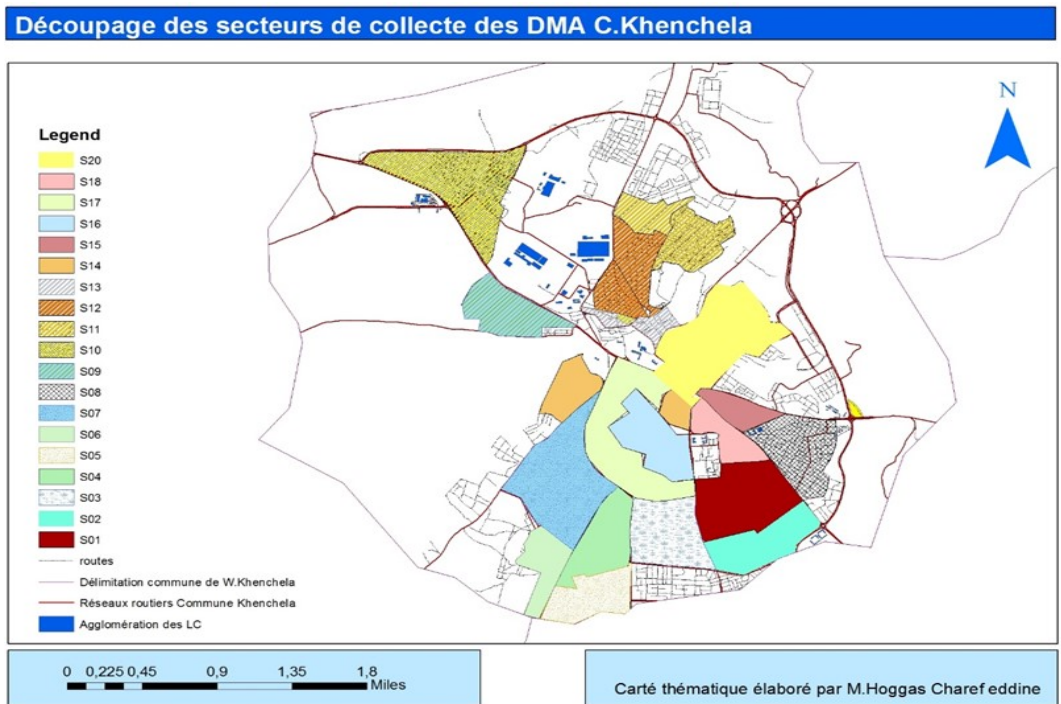 Découpage des secteurs de collecte des DMA C.Khenchela
N
Legend
S20
S18
S17
S16
S15
S14
S13
S12
S11
S10
S09
S08
S07
S06
S05
S04
S03
S02
S01
routes
Délimitation commune de W.Khenchela
Réseaux routiers Commune Khenchela
Agglomération des LC
0 0,225 0,45 0,9 1,35 1,8
Miles
Carté thématique élaboré par M.Hoggas Charef eddine